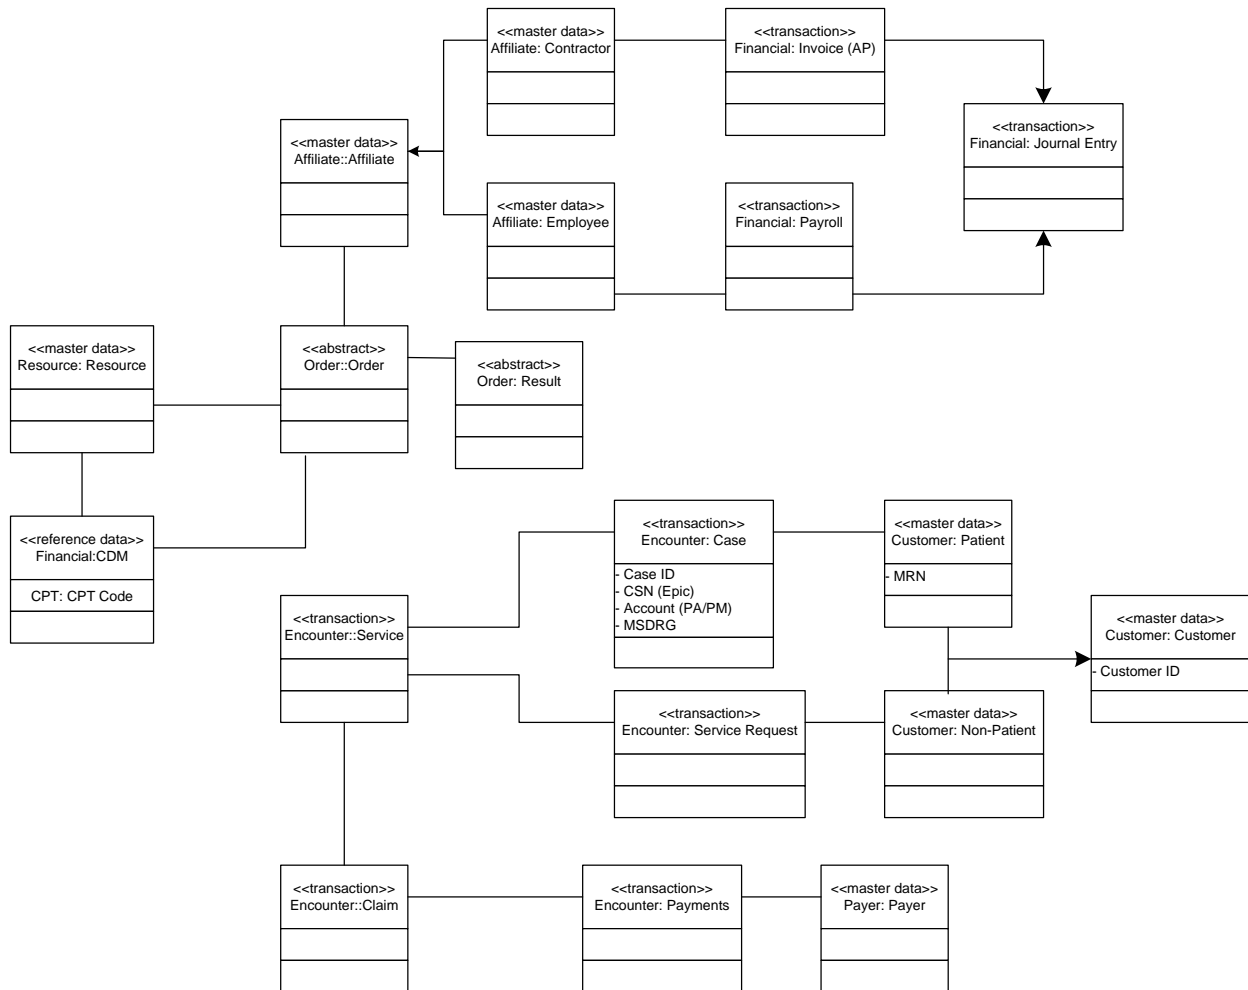 <<master data>>
Affiliate: Contractor
<<transaction>>
Financial: Invoice (AP)
<<transaction>>
Financial: Journal Entry
<<master data>>
Affiliate::Affiliate
<<master data>>
Affiliate: Employee
<<transaction>>
Financial: Payroll
<<master data>>
Resource: Resource
<<abstract>>
Order::Order
<<abstract>>
Order: Result
<<reference data>>
Financial:CDM
CPT: CPT Code
<<transaction>>
Encounter: Case
- Case ID
- CSN (Epic)
- Account (PA/PM)
- MSDRG
<<master data>>
Customer: Patient
- MRN
<<transaction>>
Encounter::Service
<<master data>>
Customer: Customer
- Customer ID
<<transaction>>
Encounter: Service Request
<<master data>>
Customer: Non-Patient
<<transaction>>
Encounter::Claim
<<transaction>>
Encounter: Payments
<<master data>>
Payer: Payer